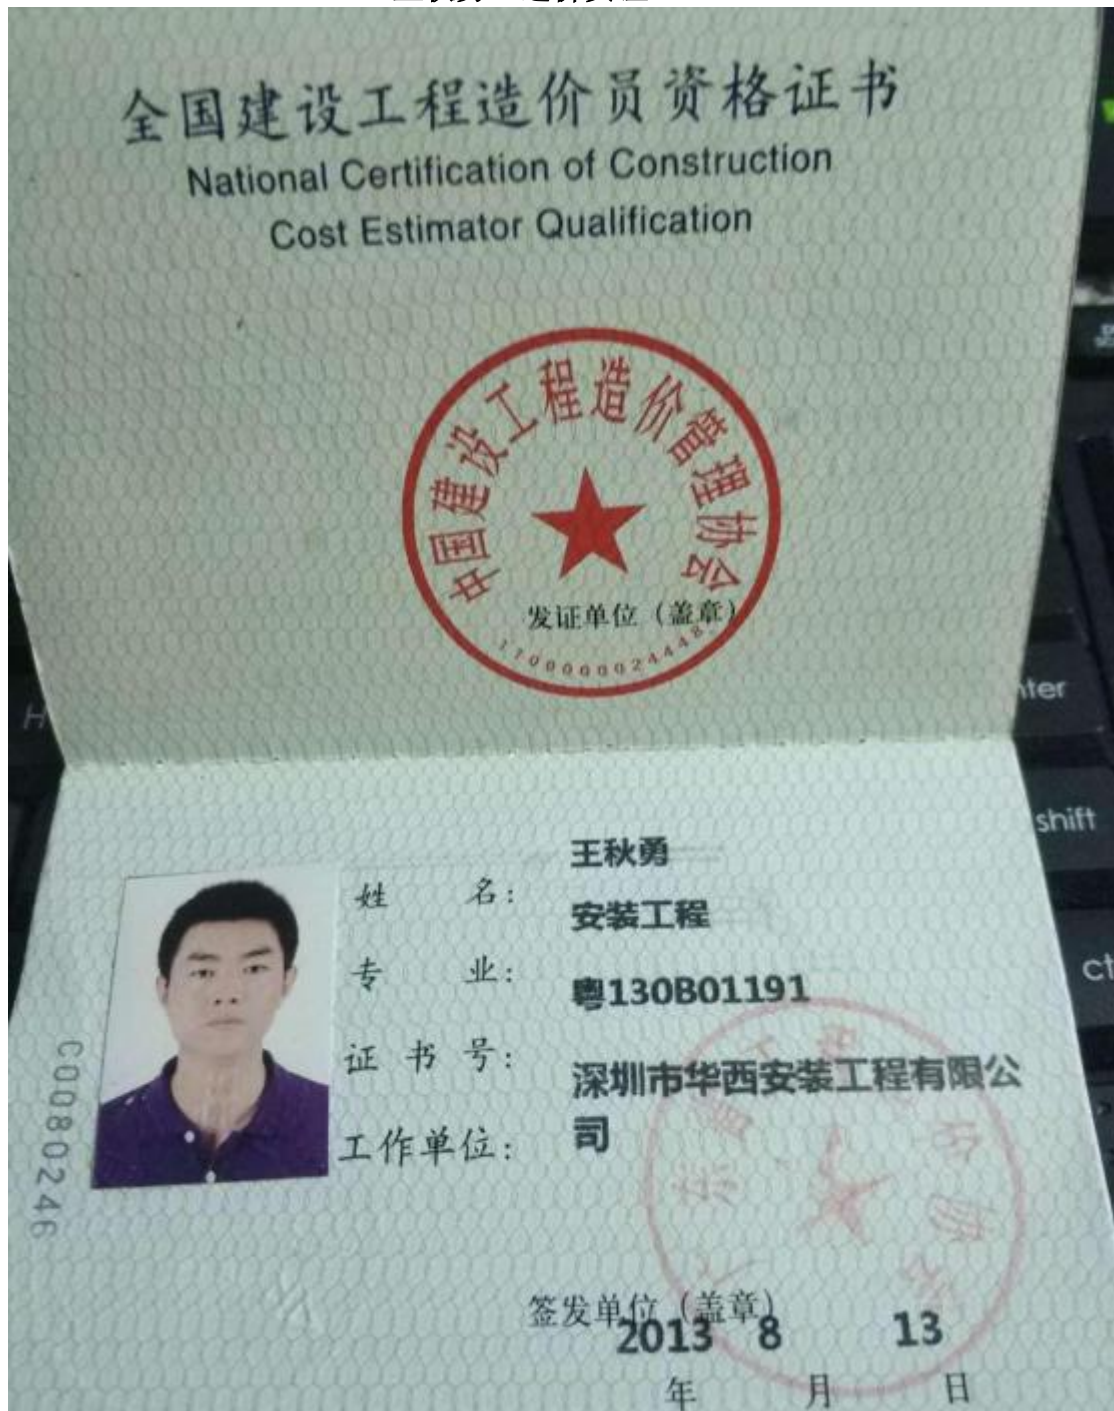 全国建设工程造价员资格证书
National Certification of Construction
Cost Estimator Qualification
中国建设工程造价管理协会
发证单位（盖章）
王秋勇
姓 名：
安装工程
专 业：
粤130B01191
证 书 号：
深圳市华西安装工程有限公
司
工作单位：
C0080246
签发单位（盖章）
2013 8 13
年 月 日
nter
shift
ct